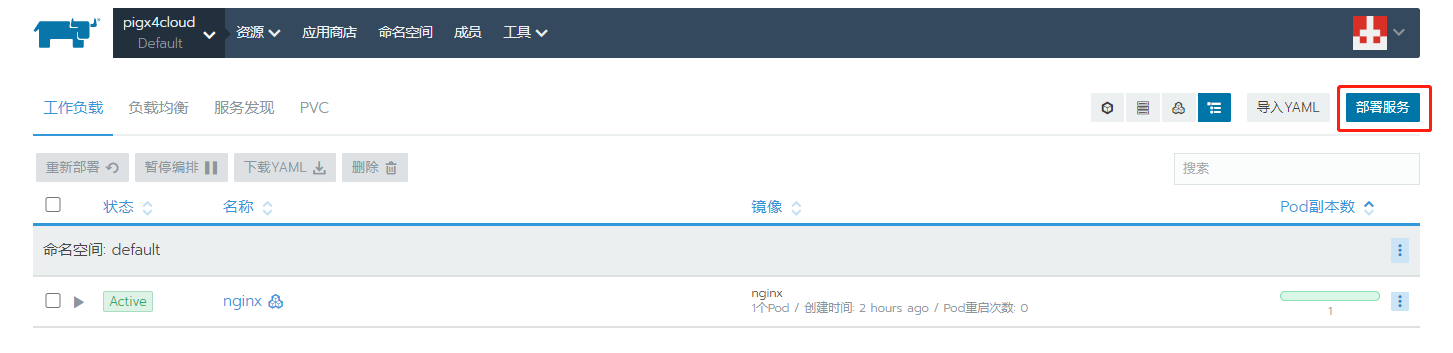 pigx4cloud
Default
资源 应用商店 命名空间 成员 工具
工作负载 负载均衡 服务发现 PVC
导入YAML 部署服务
重新部署 暂停编排 下载YAML 删除 搜索
状态 名称 镜像 Pod副本数
命名空间: default
Active nginx nginx
1个Pod / 创建时间: 2 hours ago / Pod重启次数: 0
1